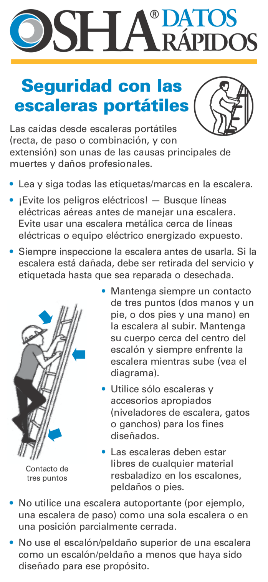 OSHA® DATOS
RÁPIDOS
Seguridad con las
escaleras portátiles
Las caídas desde escaleras portátiles
(recta, de paso o combinación, y con
extensión) son unas de las causas principales de
muertes y daños profesionales.
• Lea y siga todas las etiquetas/marcas en la escalera.
• ¡Evite los peligro eléctricos! — Busque líneas
eléctricas aéreas antes de manejar una escalera.
Evite usar una escalera metálica cerca de líneas
eléctricas o equipo eléctrico energizado expuesto.
• Siempre inspeccione la escalera antes de usarla. Si la
escalera está dañada, debe ser retirada del servicio y
etiquetada hasta que sea reparada o desechada.
• Mantenga siempre un contacto
de tres puntos (dos manos y un
pie, o dos pies y una mano) en
la escalera al subir. Mantenga
su cuerpo cerca del centro del
escalón y siempre enfrente la
escalera mientras sube (vea el
diagrama).
• Utilice sólo escaleras y
accesorios apropiados
(niveladores de escalera, gatos
o ganchos) para los fines
diseñados.
• Las escaleras deben estar
libres de cualquier material
resbaladizo en los escalones,
peldaños o pies.
Contacto de
tres puntos
• No utilice una escalera autoportante (por ejemplo,
una escalera de paso) como una sola escalera o en
una posición parcialmente cerrada.
• No use el escalón/peldaño superior de una escalera
como un escalón/peldaño a menos que haya sido
diseñado para ese propósito.